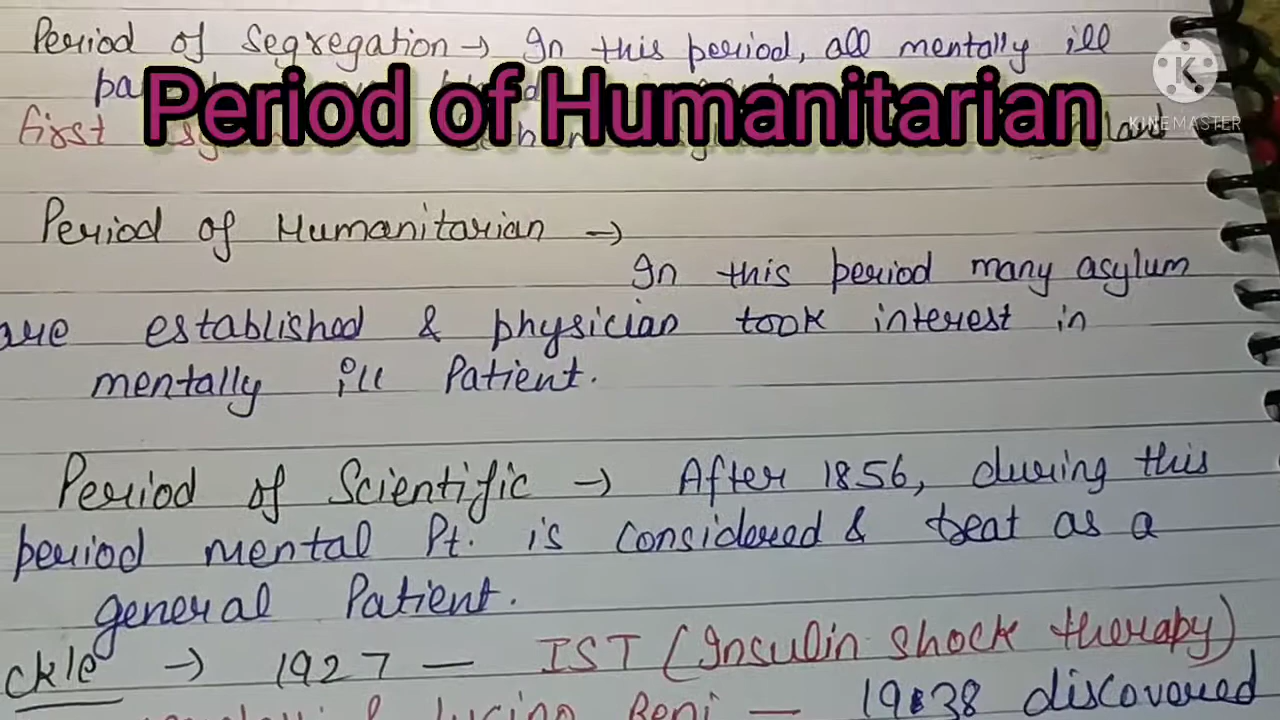 Period of Segregation → In this period, all mentally ill
Period of Humanitarian
KINEMASTER
first
Period of Humanitarian →
In this period many asylum
are established & physician took interest in
mentally ill Patient.
Period of Scientific → After 1856, during this
period mental Pt. is considered & treat as a
general Patient.
ckle → 1927 — IST (Insulin shock therapy)
— 1938 discovered